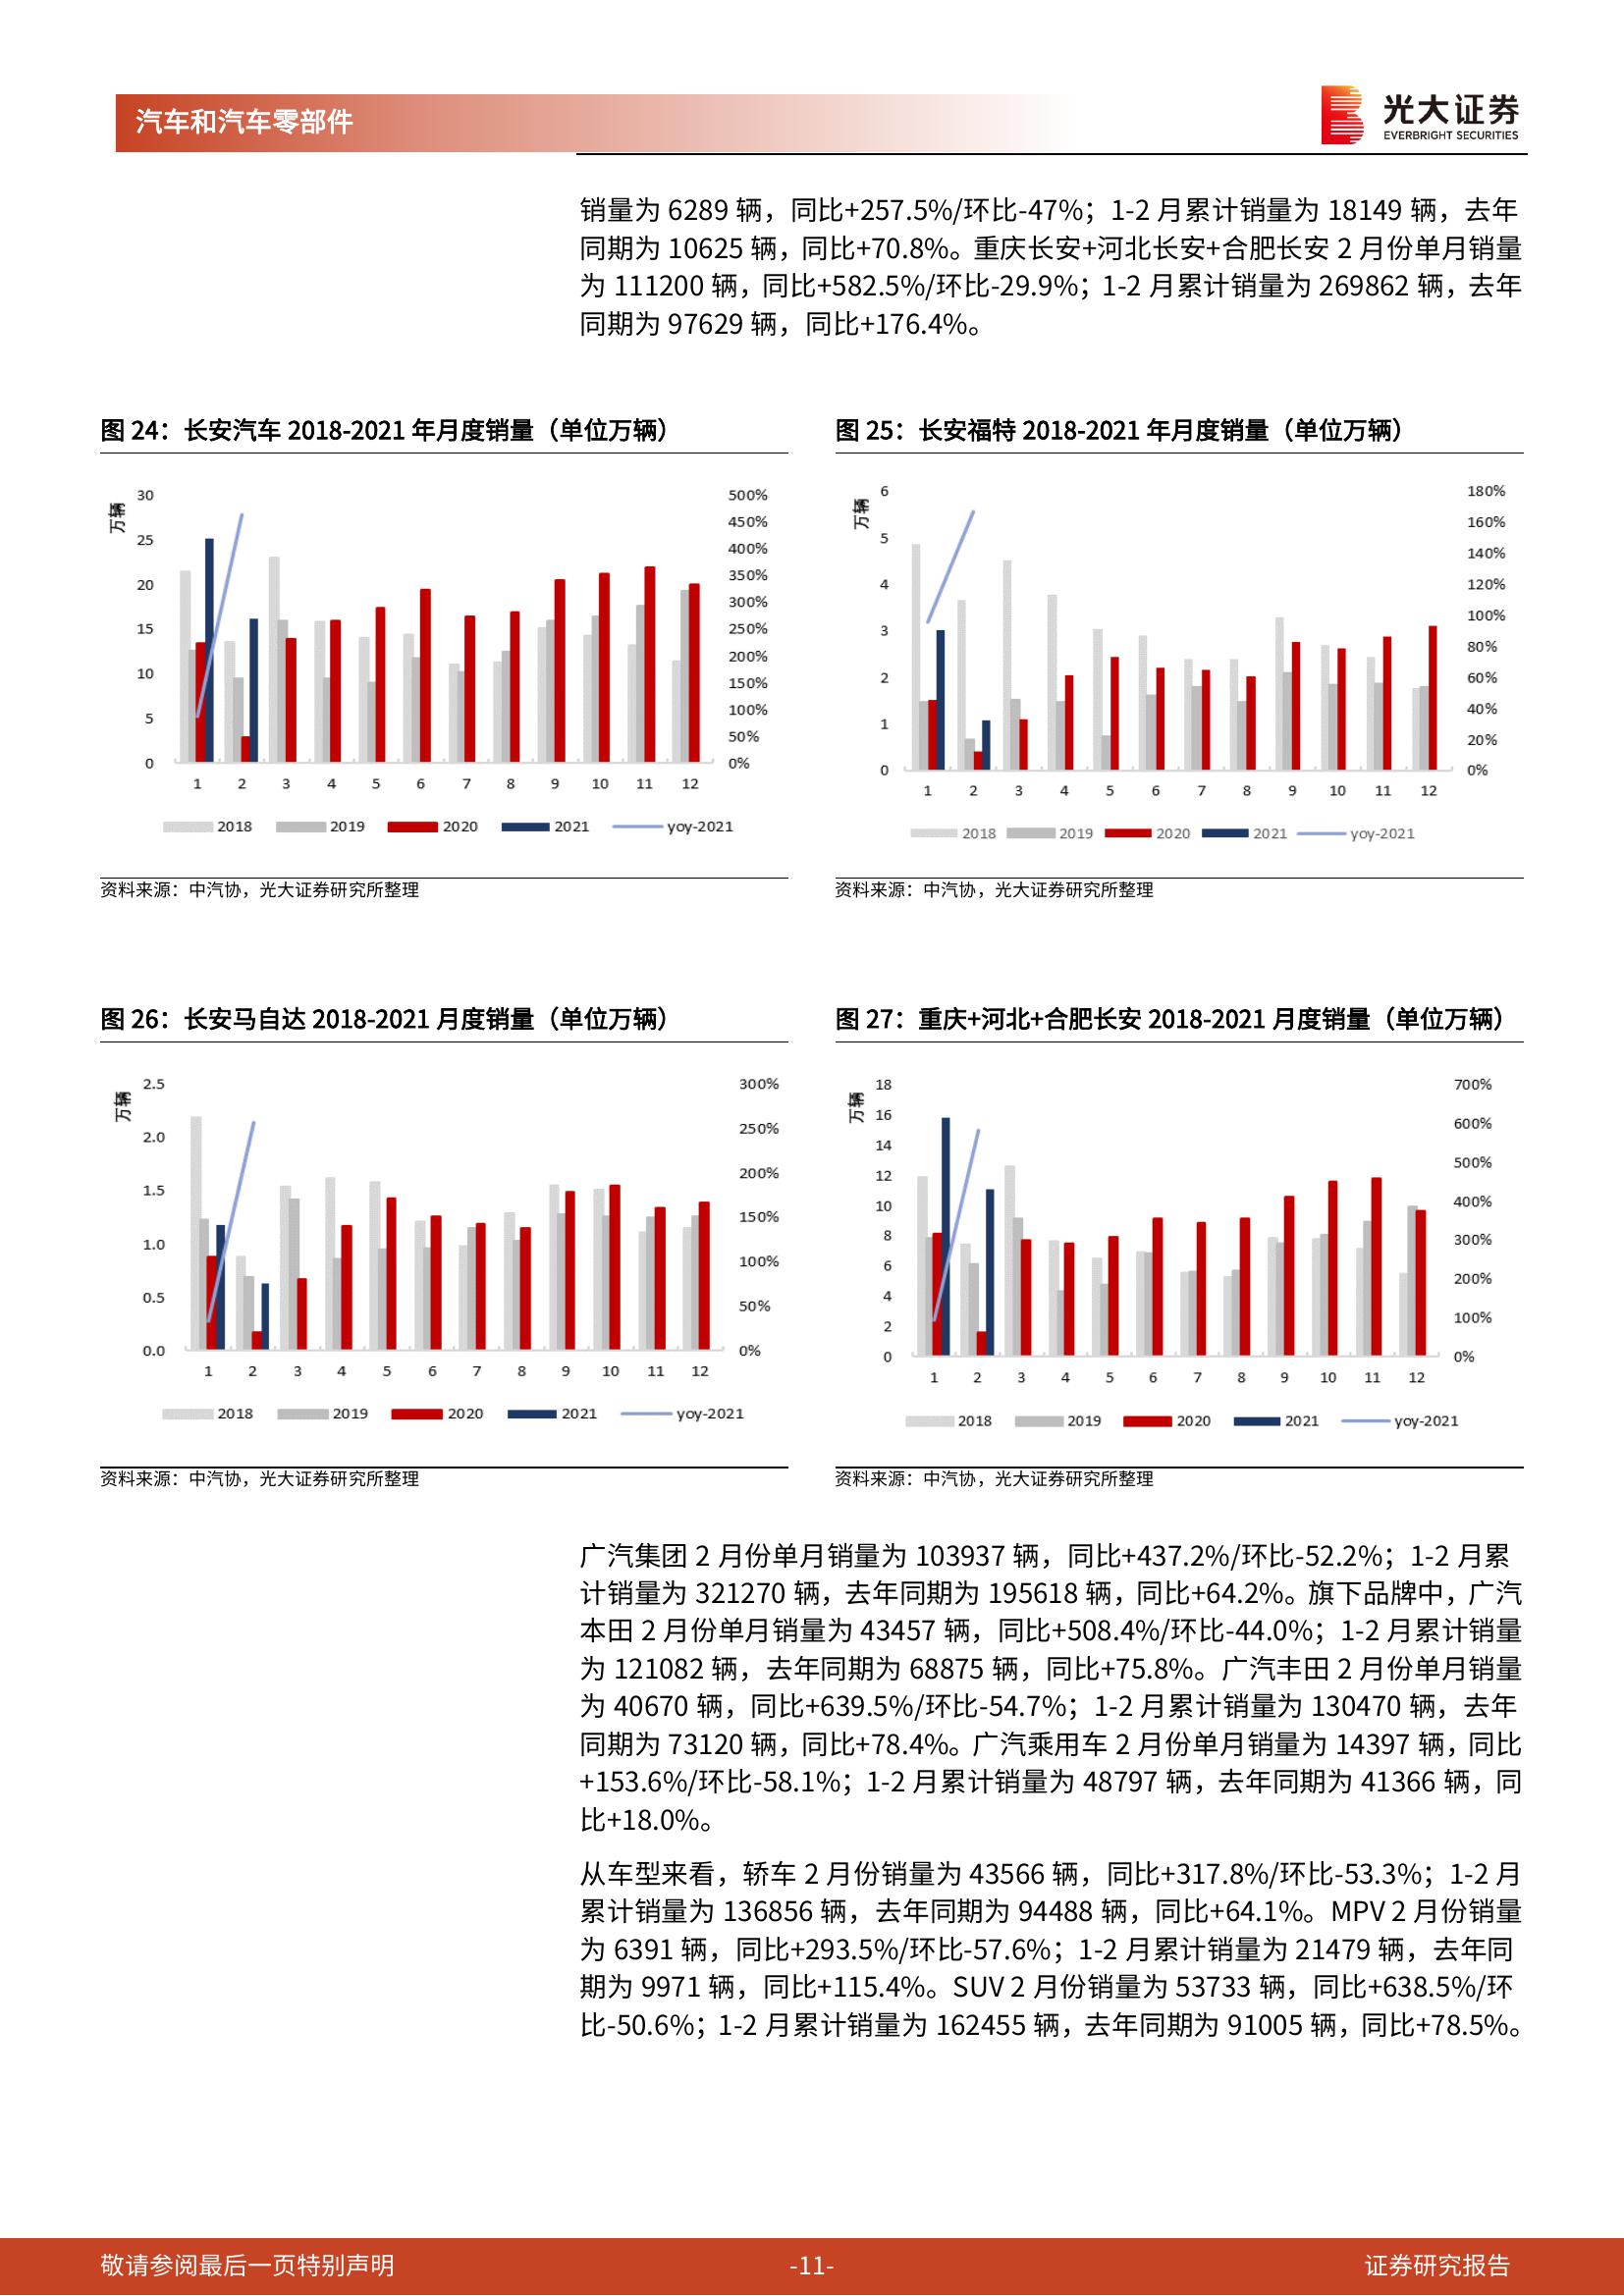 汽车和汽车零部件
光大证券
EVERBRIGHT SECURITIES
销量为 6289 辆，同比+257.5%/环比-47%；1-2 月累计销量为 18149 辆，去年
同期为 10625 辆，同比+70.8%。重庆长安+河北长安+合肥长安 2 月份单月销量
为 111200 辆，同比+582.5%/环比-29.9%；1-2 月累计销量为 269862 辆，去年
同期为 97629 辆，同比+176.4%。
图 24：长安汽车 2018-2021 年月度销量（单位万辆）
万辆
30
25
20
15
10
5
0
500%
450%
400%
350%
300%
250%
200%
150%
100%
50%
0%
1 2 3 4 5 6 7 8 9 10 11 12
2018 2019 2020 2021 yoy-2021
资料来源：中汽协，光大证券研究所整理
图 25：长安福特 2018-2021 年月度销量（单位万辆）
万辆
6
5
4
3
2
1
0
180%
160%
140%
120%
100%
80%
60%
40%
20%
0%
1 2 3 4 5 6 7 8 9 10 11 12
2018 2019 2020 2021 yoy-2021
资料来源：中汽协，光大证券研究所整理
图 26：长安马自达 2018-2021 月度销量（单位万辆）
万辆
2.5
2.0
1.5
1.0
0.5
0.0
300%
250%
200%
150%
100%
50%
0%
1 2 3 4 5 6 7 8 9 10 11 12
2018 2019 2020 2021 yoy-2021
资料来源：中汽协，光大证券研究所整理
图 27：重庆+河北+合肥长安 2018-2021 月度销量（单位万辆）
万辆
18
16
14
12
10
8
6
4
2
0
700%
600%
500%
400%
300%
200%
100%
0%
1 2 3 4 5 6 7 8 9 10 11 12
2018 2019 2020 2021 yoy-2021
资料来源：中汽协，光大证券研究所整理
广汽集团 2 月份单月销量为 103937 辆，同比+437.2%/环比-52.2%；1-2 月累
计销量为 321270 辆，去年同期为 195618 辆，同比+64.2%。旗下品牌中，广汽
本田 2 月份单月销量为 43457 辆，同比+508.4%/环比-44.0%；1-2 月累计销量
为 121082 辆，去年同期为 68875 辆，同比+75.8%。广汽丰田 2 月份单月销量
为 40670 辆，同比+639.5%/环比-54.7%；1-2 月累计销量为 130470 辆，去年
同期为 73120 辆，同比+78.4%。广汽乘用车 2 月份单月销量为 14397 辆，同比
+153.6%/环比-58.1%；1-2 月累计销量为 48797 辆，去年同期为 41366 辆，同
比+18.0%。
从车型来看，轿车 2 月份销量为 43566 辆，同比+317.8%/环比-53.3%；1-2 月
累计销量为 136856 辆，去年同期为 94488 辆，同比+64.1%。MPV 2 月份销量
为 6391 辆，同比+293.5%/环比-57.6%；1-2 月累计销量为 21479 辆，去年同
期为 9971 辆，同比+115.4%。SUV 2 月份销量为 53733 辆，同比+638.5%/环
比-50.6%；1-2 月累计销量为 162455 辆，去年同期为 91005 辆，同比+78.5%。
敬请参阅最后一页特别声明
-11-
证券研究报告